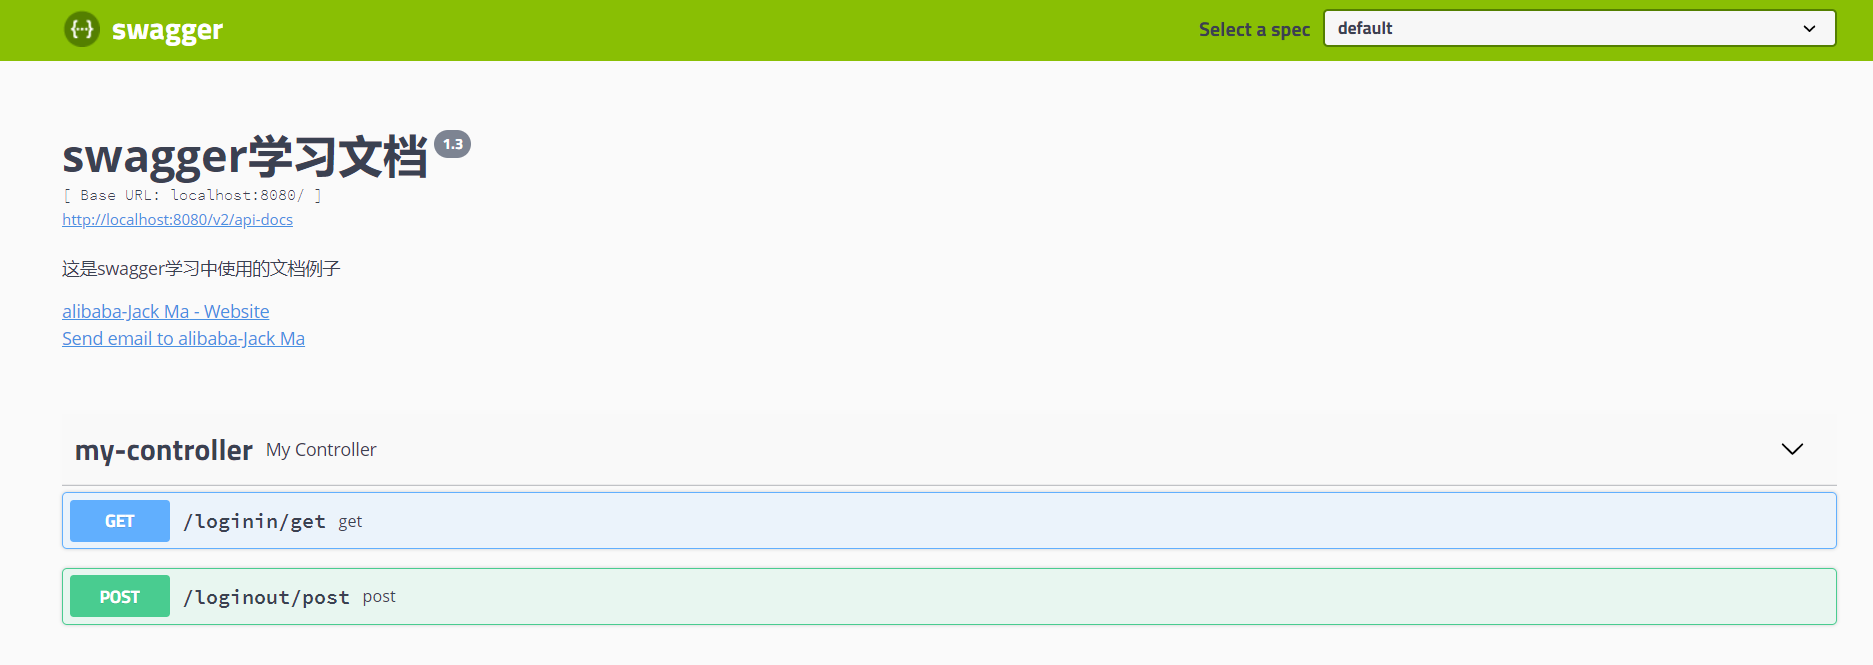 swagger
Select a spec default
swagger学习文档 1.3
[ Base URL: localhost:8080/ ]
http://localhost:8080/v2/api-docs
这是swagger学习中使用的文档例子
alibaba-Jack Ma - Website
Send email to alibaba-Jack Ma
my-controller My Controller
GET /loginin/get get
POST /loginout/post post